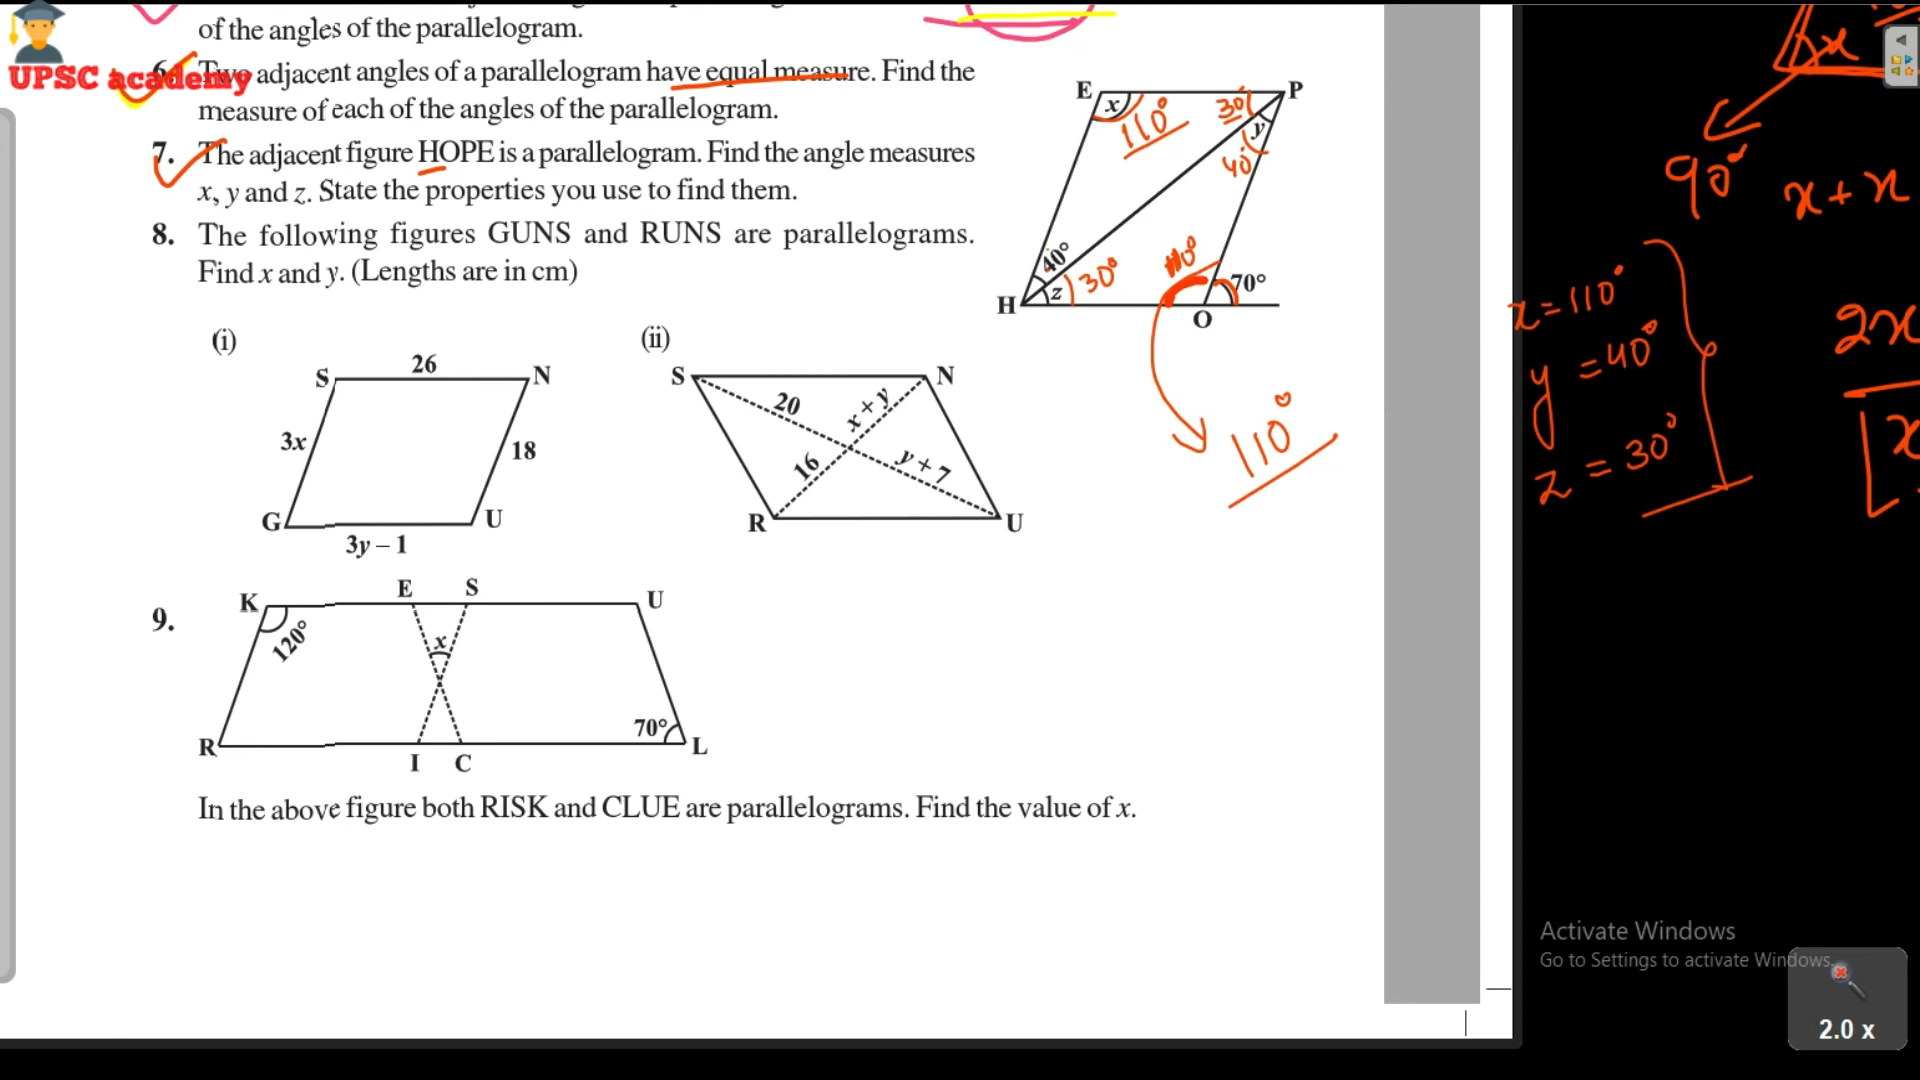 of the angles of the parallelogram.
UPSC academy
6. Two adjacent angles of a parallelogram have equal measure. Find the
measure of each of the angles of the parallelogram.
7. The adjacent figure HOPE is a parallelogram. Find the angle measures
x, y and z. State the properties you use to find them.
8. The following figures GUNS and RUNS are parallelograms.
Find x and y. (Lengths are in cm)
E P
x 110° 30° y
40°
40° 30° 110° 70°
H z O
110°
(i) (ii)
S 26 N
3x 18
G U
3y – 1
S N
20 x + y
16 y + 7
R U
9.
K E S U
120° x
70°
R I C L
In the above figure both RISK and CLUE are parallelograms. Find the value of x.
x
90° x + x
x = 110°
y = 40°
z = 30°
2x
x
Activate Windows
Go to Settings to activate Windows.
2.0 x